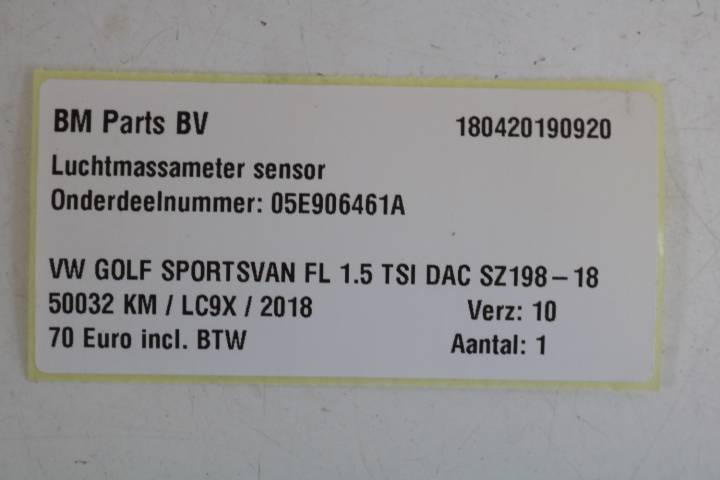 BM Parts BV 180420190920
Luchtmassameter sensor
Onderdeelnummer: 05E906461A
VW GOLF SPORTSVAN FL 1.5 TSI DAC SZ198-18
50032 KM / LC9X / 2018 Verz: 10
70 Euro incl. BTW Aantal: 1